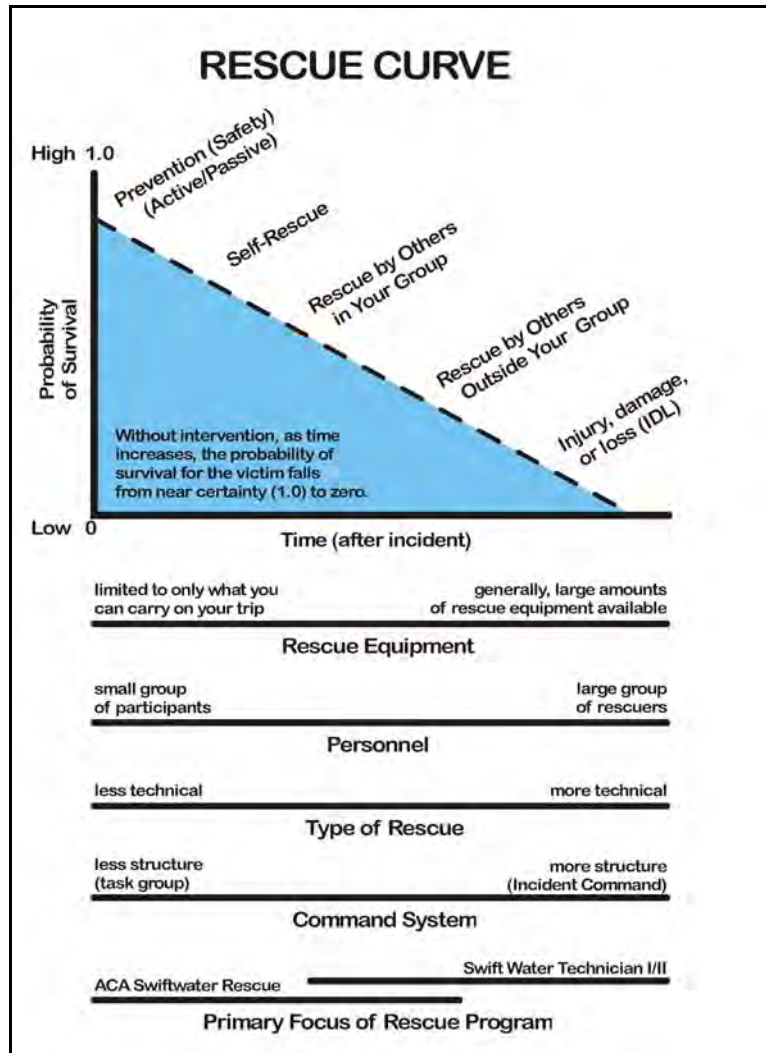 RESCUE CURVE
High 1.0
Prevention (Safety)
(Active/Passive)
Self-Rescue
Rescue by Others
in Your Group
Rescue by Others
Outside Your Group
Injury, damage,
or loss (IDL)
Probability
of Survival
Without intervention, as time
increases, the probability of
survival for the victim falls
from near certainty (1.0) to zero.
Low 0
Time (after incident)
limited to only what you
can carry on your trip
generally, large amounts
of rescue equipment available
Rescue Equipment
small group
of participants
large group
of rescuers
Personnel
less technical
more technical
Type of Rescue
less structure
(task group)
more structure
(Incident Command)
Command System
Swift Water Technician I/II
ACA Swiftwater Rescue
Primary Focus of Rescue Program